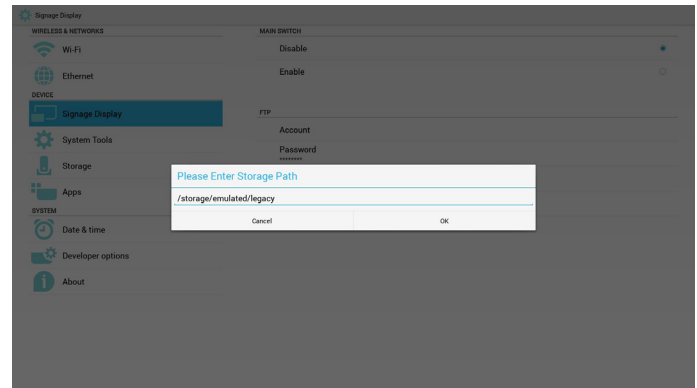 Signage Display
WIRELESS & NETWORKS
Wi-Fi
Ethernet
DEVICE
Signage Display
System Tools
Storage
Apps
SYSTEM
Date & time
Developer options
About
MAIN SWITCH
Disable
Enable
FTP
Account
Password
********
Please Enter Storage Path
/storage/emulated/legacy
Cancel
OK